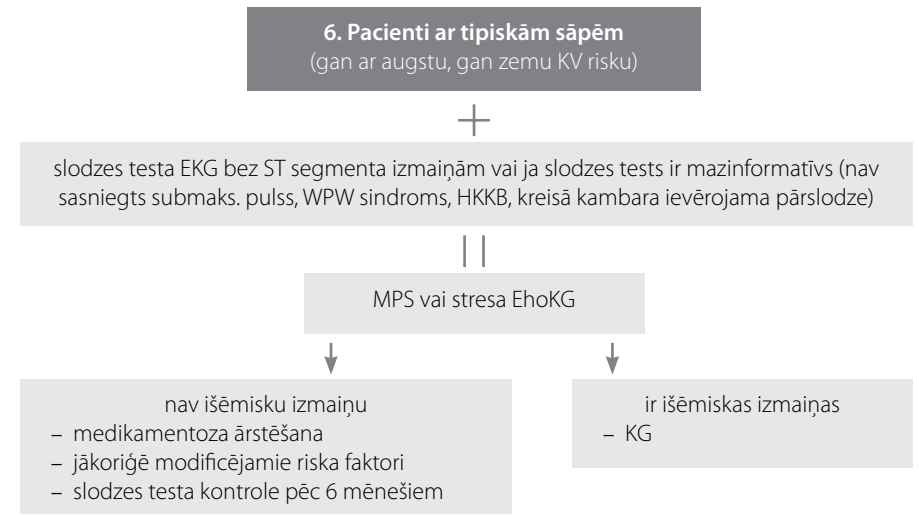 6. Pacienti ar tipiskām sāpēm
(gan ar augstu, gan zemu KV risku)
+
slodzes testa EKG bez ST segmenta izmaiņām vai ja slodzes tests ir mazinformatīvs (nav
sasniegts submaks. pulss, WPW sindroms, HKKB, kreisā kambara ievērojama pārslodze)
MPS vai stresa EhoKG
nav išēmisku izmaiņu
– medikamentoza ārstēšana
– jākoriģē modificējamie riska faktori
– slodzes testa kontrole pēc 6 mēnešiem
ir išēmiskas izmaiņas
– KG